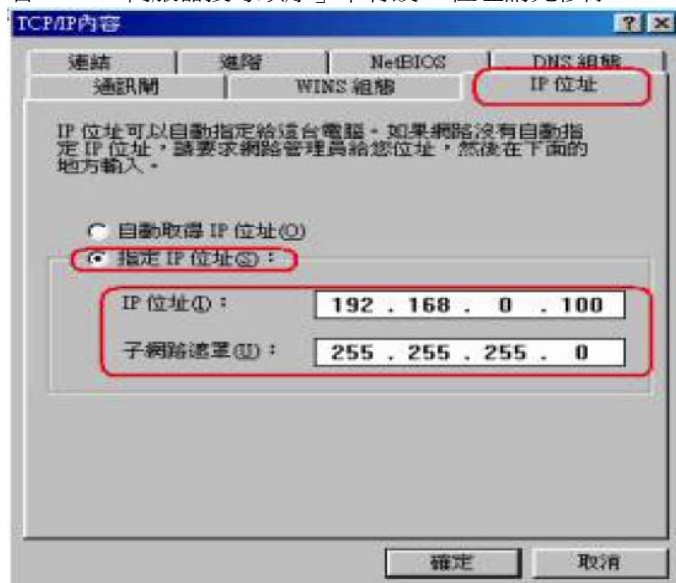 TCP/IP內容
連結 進階 NetBIOS DNS 組態
通訊閘 WINS 組態 IP 位址
IP 位址可以自動指定給這台電腦。如果網路沒有自動指
定 IP 位址，請要求網路管理員給您位址，然後在下面的
地方輸入。
自動取得 IP 位址(O)
指定 IP 位址(S)：
IP 位址(I)： 192 . 168 . 0 . 100
子網路遮罩(U)： 255 . 255 . 255 . 0
確定 取消